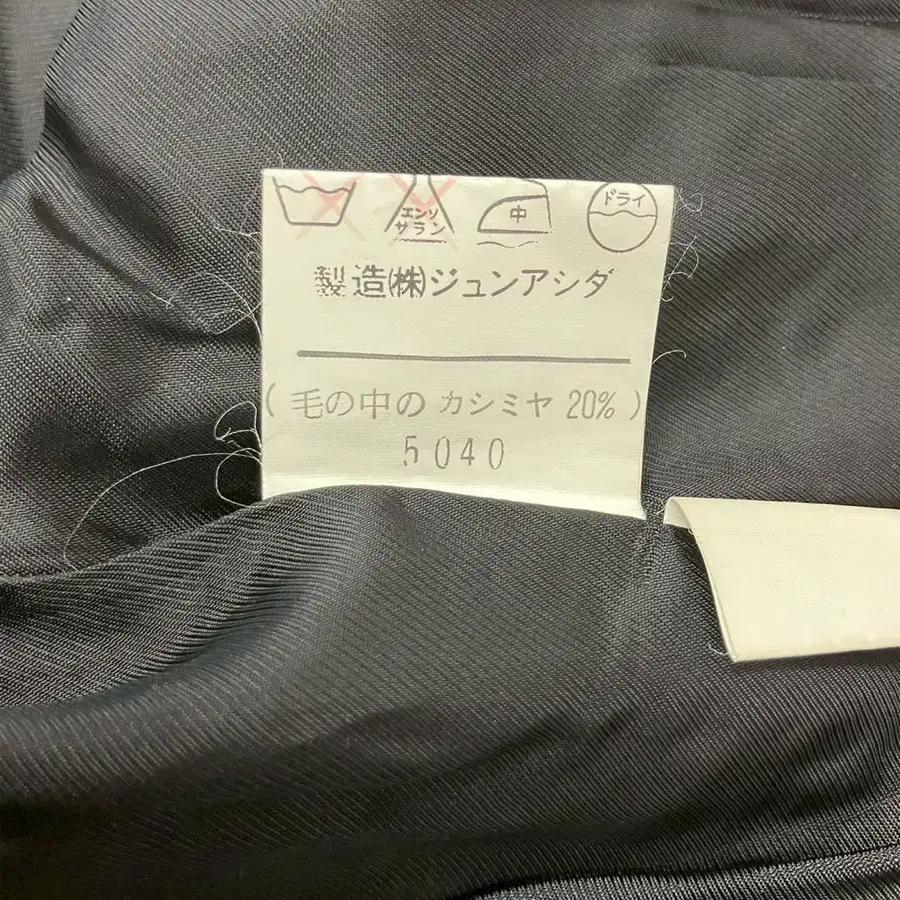 エンソ 中 ドライ
サラン
製造(株)ジュンアシダ
(毛の中の カシミヤ 20%)
5040